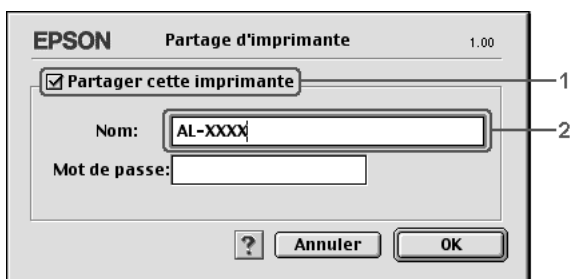 EPSON Partage d'imprimante 1.00
Partager cette imprimante 1
Nom: AL-XXXX 2
Mot de passe:
? Annuler OK